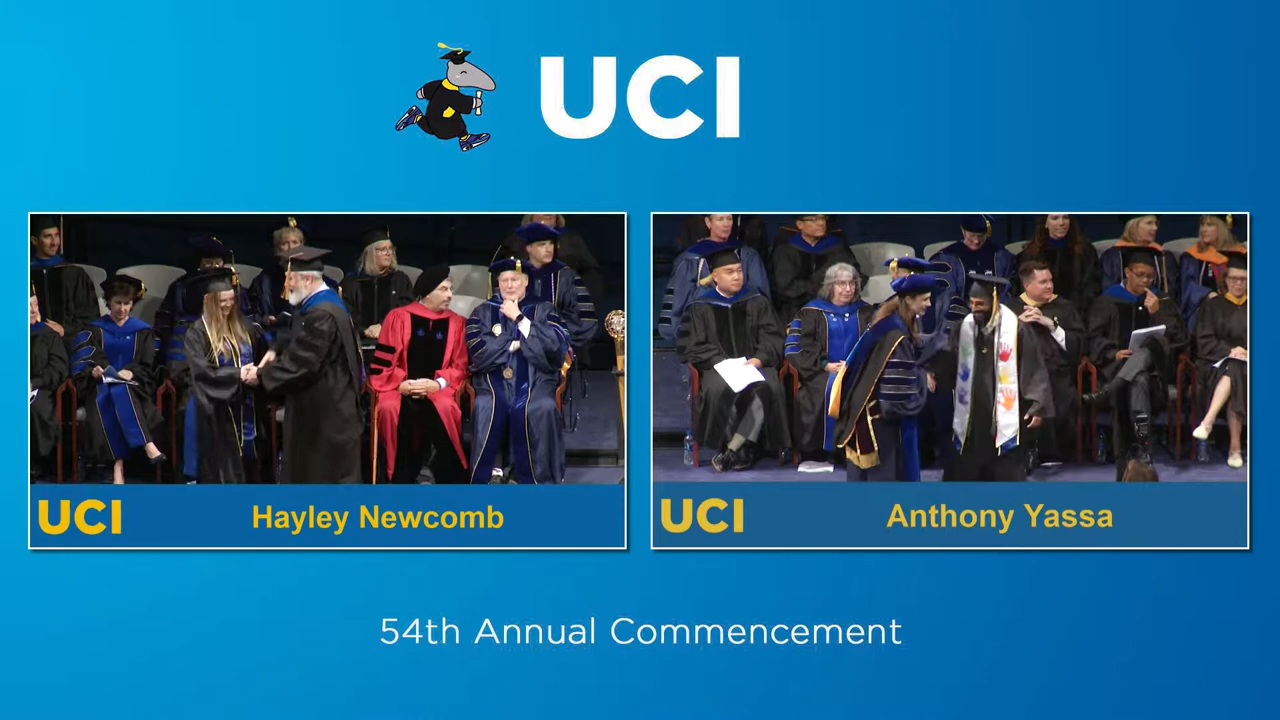 UCI
UCI
Hayley Newcomb
UCI
Anthony Yassa
54th Annual Commencement